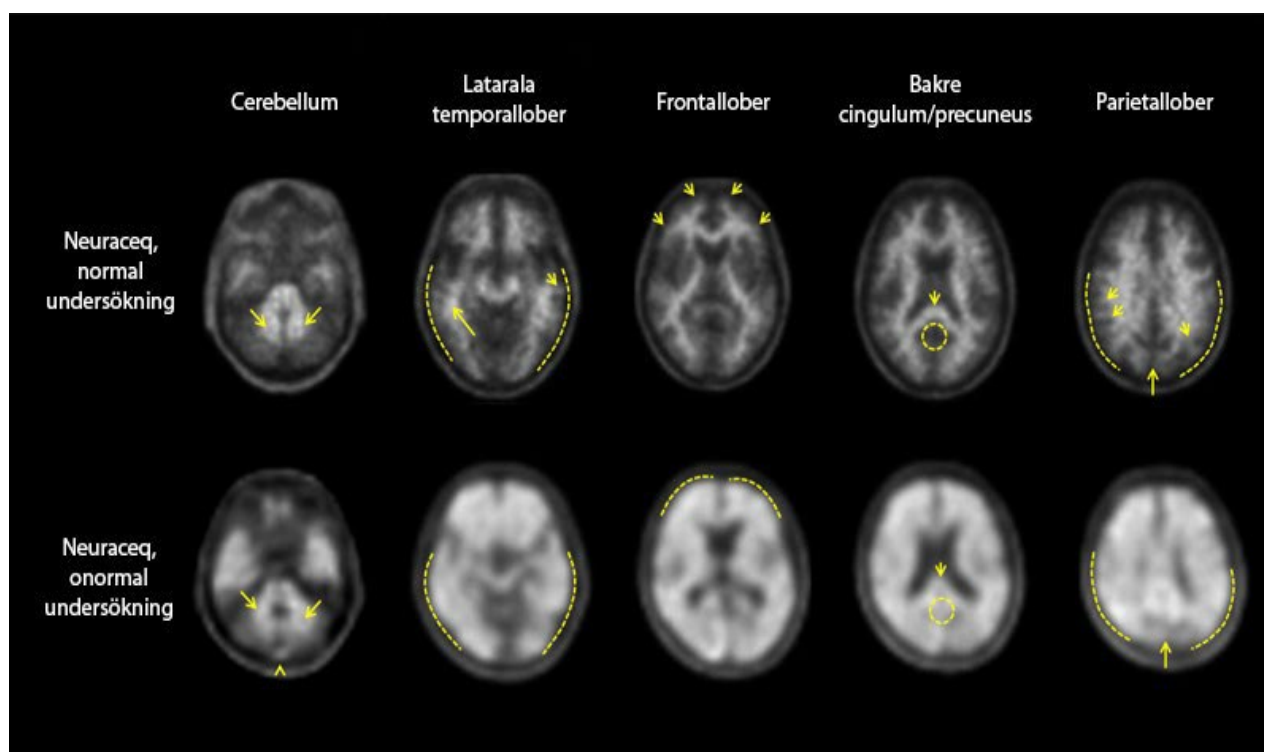 Cerebellum
Latarala
temporallober
Frontallober
Bakre
cingulum/precuneus
Parietallober
Neuraceq,
normal
undersökning
Neuraceq,
onormal
undersökning